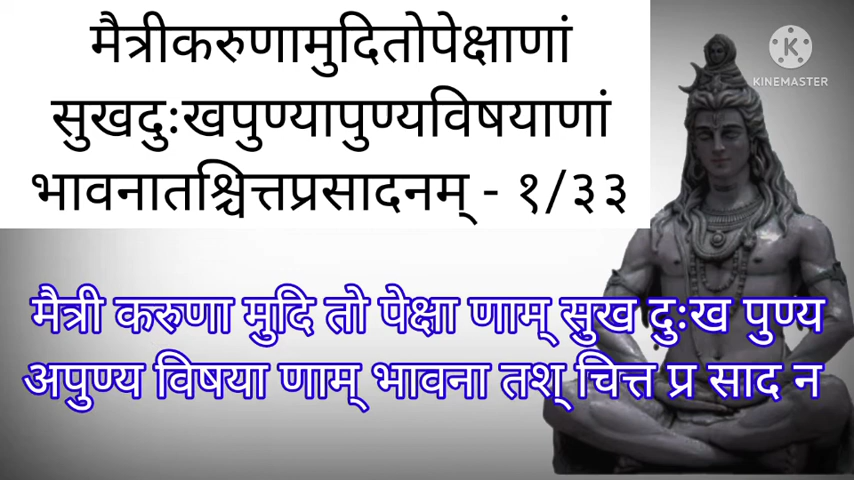 मैत्रीकरुणामुदितोपेक्षाणां
सुखदुःखपुण्यापुण्यविषयाणां
भावनातश्चित्तप्रसादनम् - १/३३
K
KINEMASTER
मैत्री करुणा मुदि तो पेक्षा णाम् सुख दुःख पुण्य
अपुण्य विषया णाम् भावना तश् चित्त प्र साद न